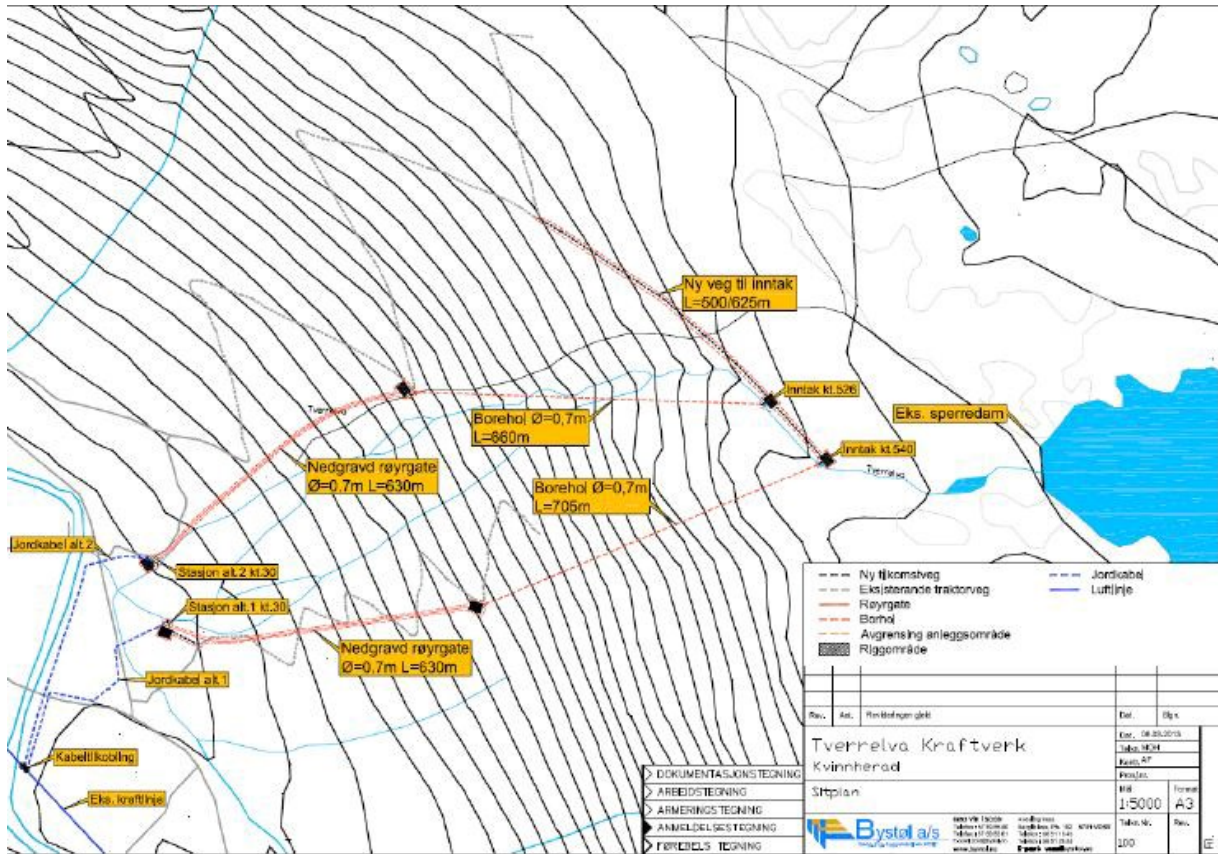 Ny veg til inntak
L=500/625m
Inntak kt.526
Eks. sperredam
Tverrelva
Borehol Ø=0,7m
L=660m
Inntak kt.540
Nedgravd røyrgate
Ø=0.7m L=630m
Borehol Ø=0,7m
L=705m
Tverrelva
Jordkabel alt.2
Stasjon alt.2 kt.30
Stasjon alt.1 kt.30
Nedgravd røyrgate
Ø=0.7m L=630m
Jordkabel alt.1
Kabeltilkobling
Eks. kraftlinje
Ny tilkomstveg
Eksisterande traktorveg
Røyrgate
Borhol
Avgrensing anleggsområde
Riggområde
Jordkabel
Luftlinje
Rev.
Ant.
Dat.
Sign.
Tverrelva Kraftverk
Kvinnherad
Sitplan
Mål
1:5000
Format
A3
Rev.
100
DOKUMENTASJONSTEGNING
ARBEIDSTEGNING
ARMERINGSTEGNING
ANMELDELSESTEGNING
FØREBELS TEGNING
Bystøl a/s